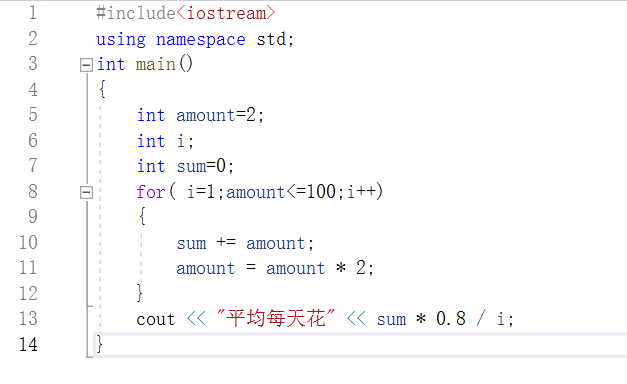 1 #include<iostream>
2 using namespace std;
3 int main()
4 {
5 int amount=2;
6 int i;
7 int sum=0;
8 for( i=1;amount<=100;i++)
9 {
10 sum += amount;
11 amount = amount * 2;
12 }
13 cout << "平均每天花" << sum * 0.8 / i;
14 }